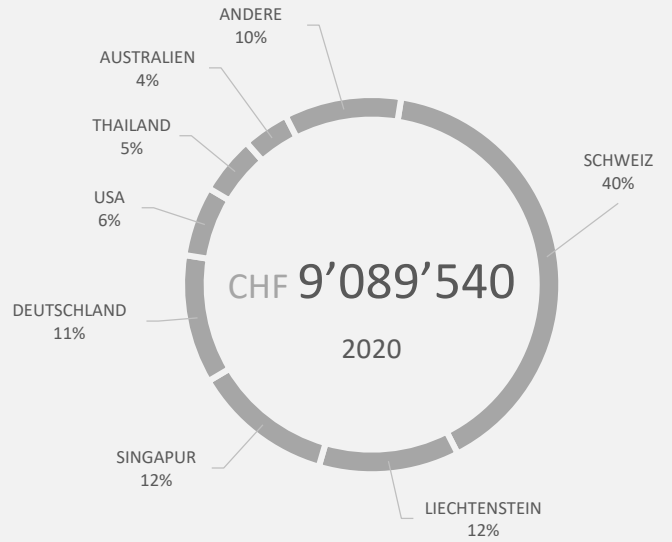 ANDERE
10%
AUSTRALIEN
4%
THAILAND
5%
USA
6%
DEUTSCHLAND
11%
SINGAPUR
12%
LIECHTENSTEIN
12%
SCHWEIZ
40%
CHF 9’089’540
2020